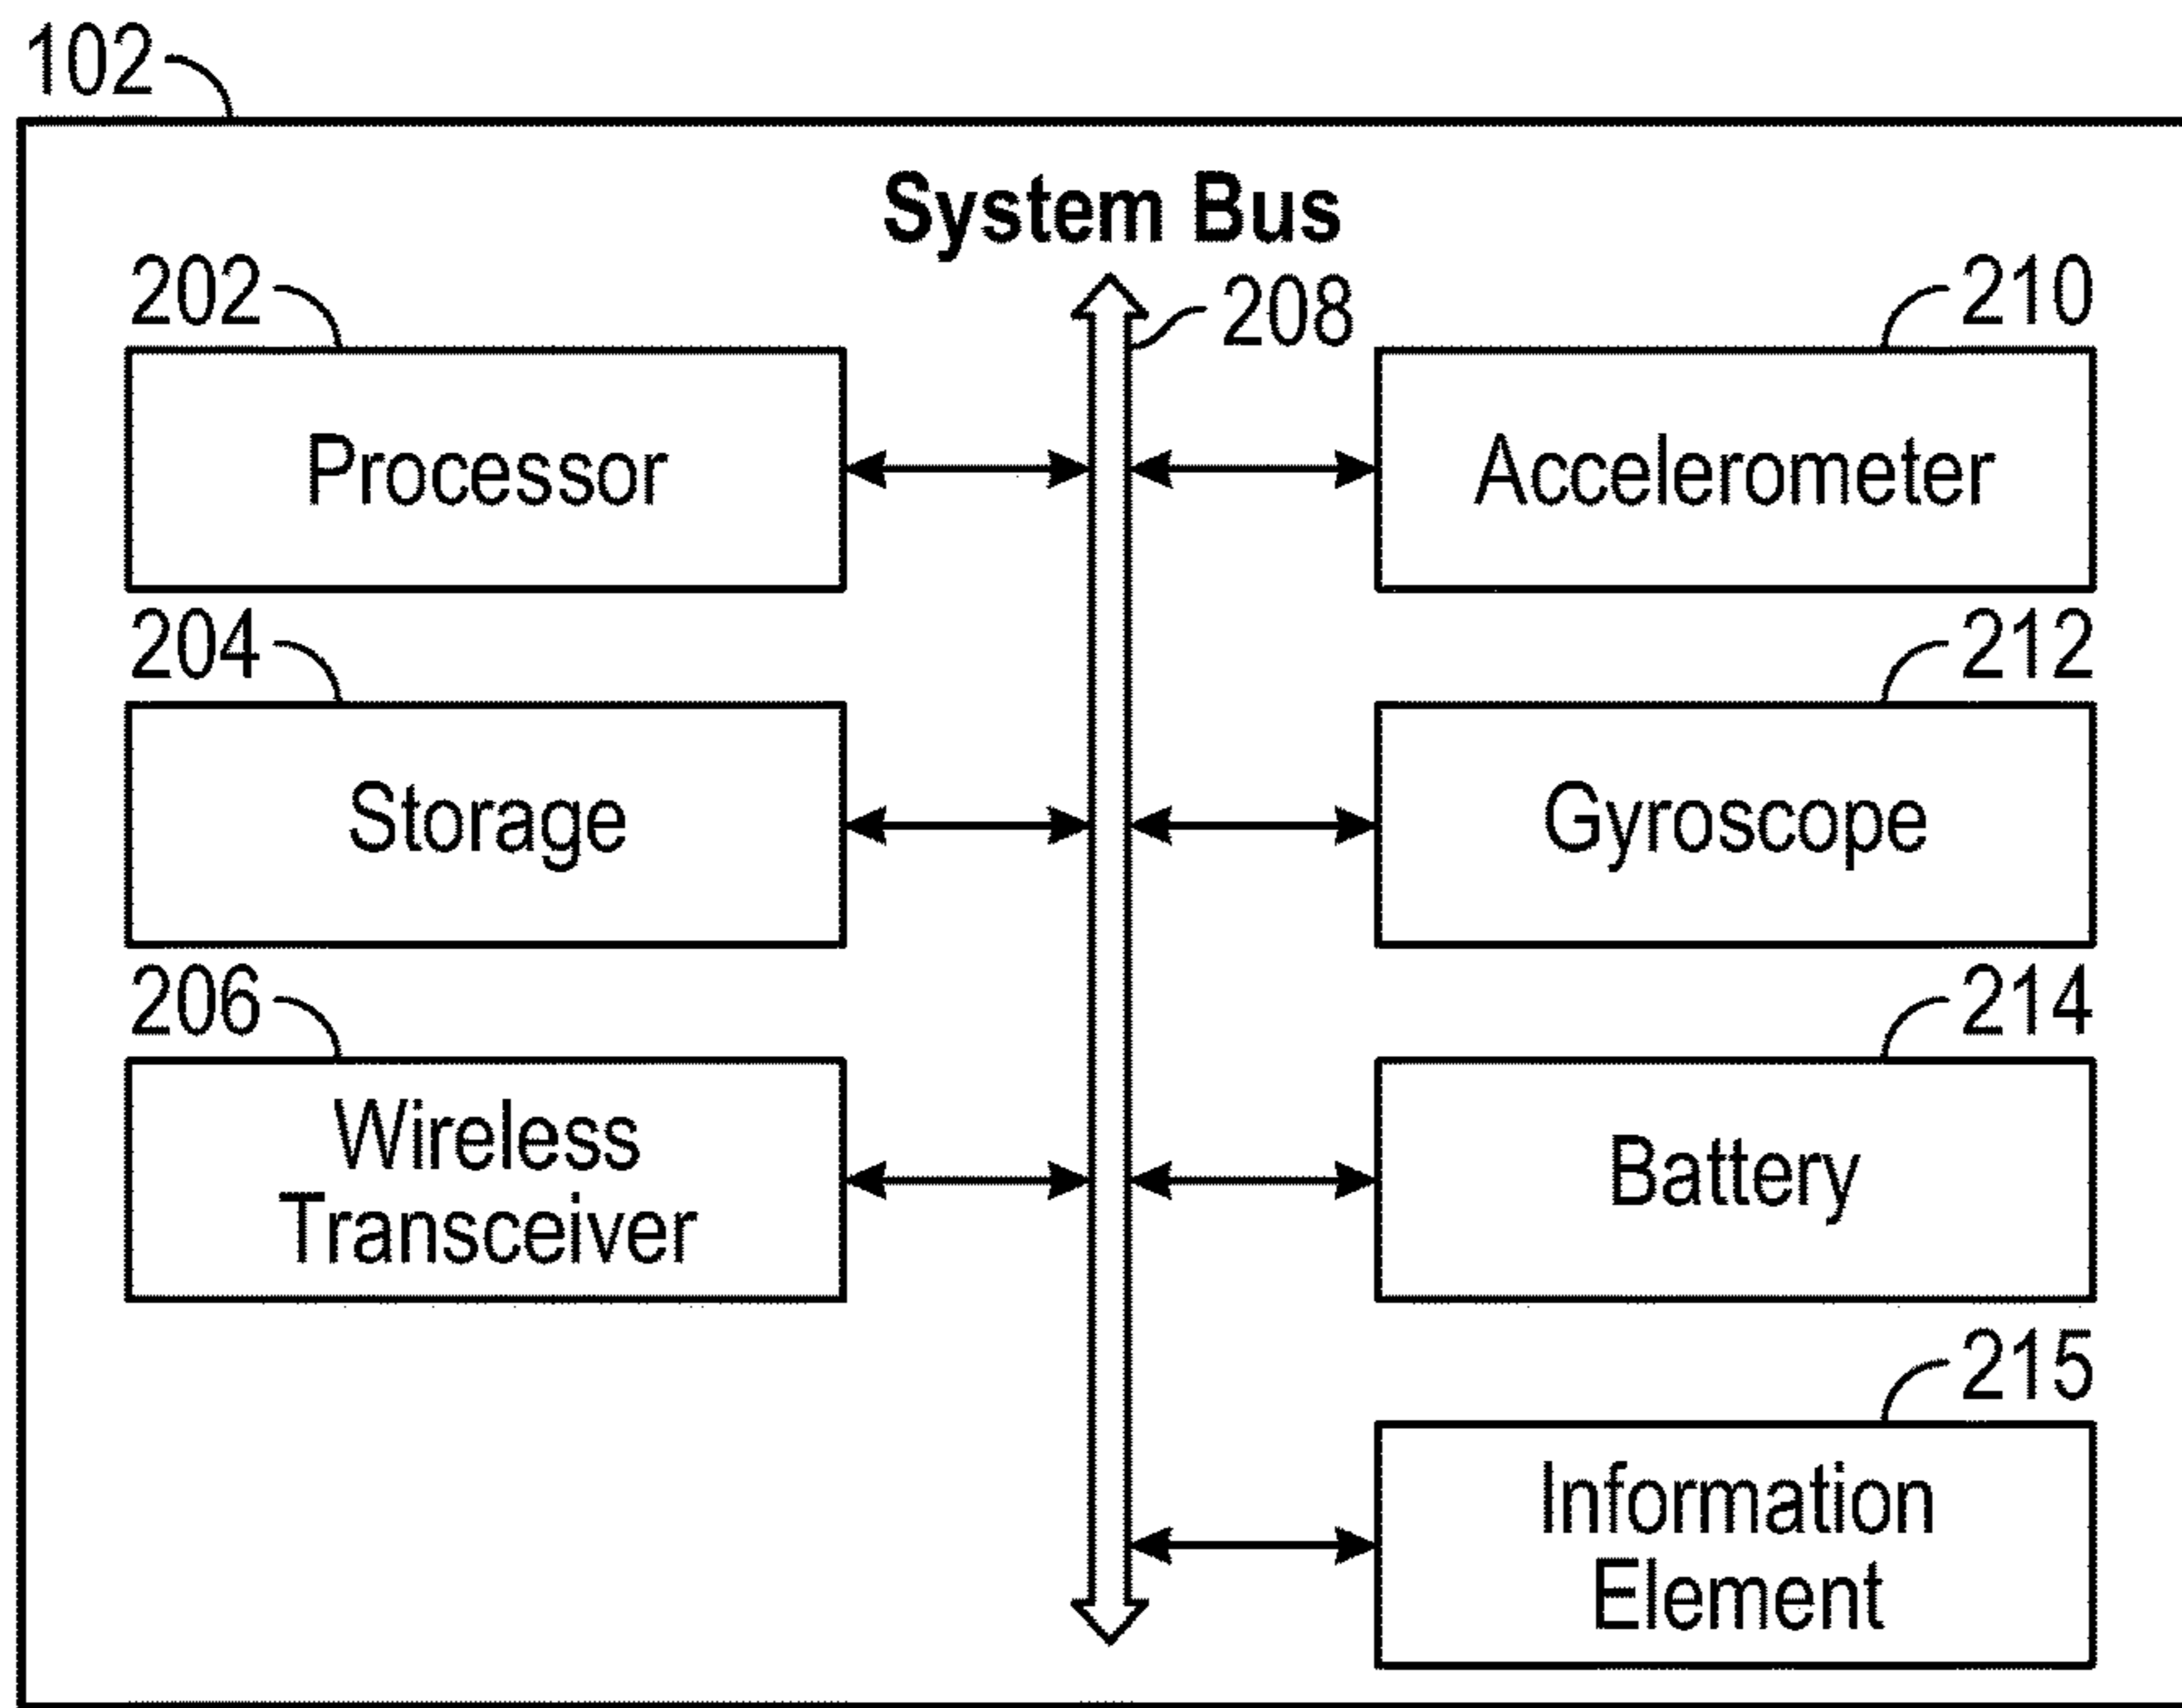 102
System Bus
202
208
210
Processor
Accelerometer
204
212
Storage
Gyroscope
206
214
Wireless
Transceiver
Battery
215
Information
Element